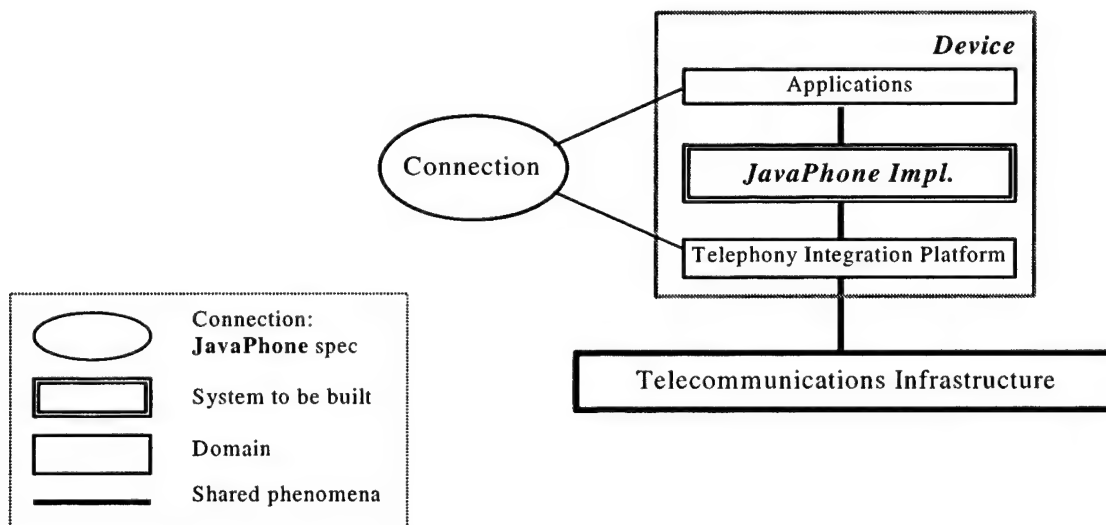 Device
Applications
Connection
JavaPhone Impl.
Telephony Integration Platform
Telecommunications Infrastructure
Connection:
JavaPhone spec
System to be built
Domain
Shared phenomena